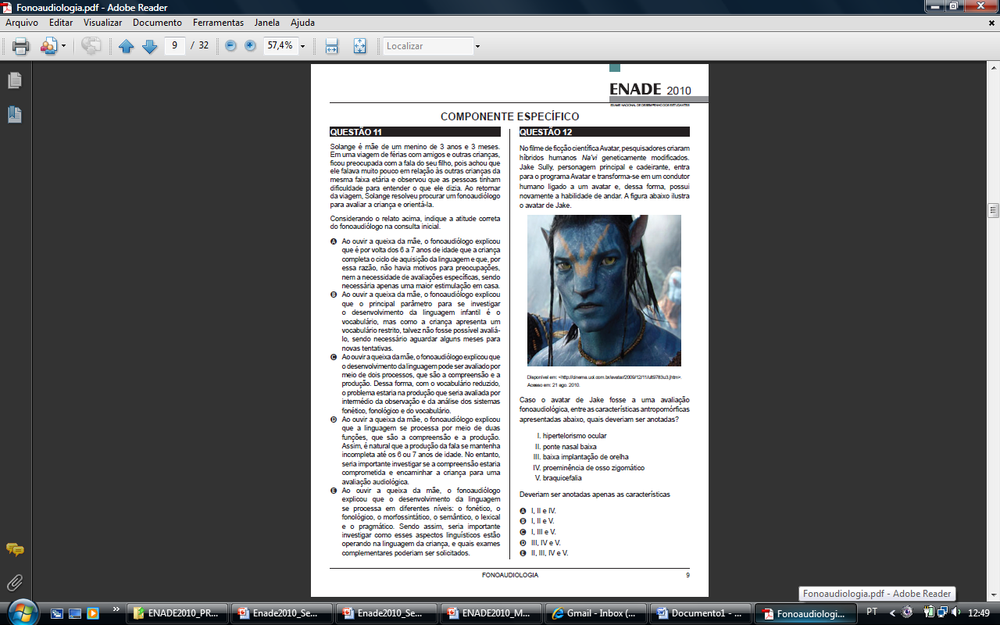 Fonoaudiologia.pdf - Adobe Reader
Arquivo Editar Visualizar Documento Ferramentas Janela Ajuda
9 / 32 57,4% Localizar
ENADE 2010
EXAME NACIONAL DE DESEMPENHO DOS ESTUDANTES
COMPONENTE ESPECÍFICO
QUESTÃO 11
Solange é mãe de um menino de 3 anos e 3 meses.
Em uma viagem de férias com amigos e outras crianças,
ficou preocupada com a fala do seu filho, pois achou que
ele falava muito pouco em relação às outras crianças da
mesma faixa etária e observou que as pessoas tinham
dificuldade para entender o que ele dizia. Ao retornar
da viagem, Solange resolveu procurar um fonoaudiólogo
para avaliar a criança e orientá-la.
Considerando o relato acima, indique a atitude correta
do fonoaudiólogo na consulta inicial.
A Ao ouvir a queixa da mãe, o fonoaudiólogo explicou
que é por volta dos 6 a 7 anos de idade que a criança
completa o ciclo de aquisição da linguagem e que, por
essa razão, não havia motivos para preocupações,
nem a necessidade de avaliações específicas, sendo
necessária apenas uma maior estimulação em casa.
B Ao ouvir a queixa da mãe, o fonoaudiólogo explicou
que o principal parâmetro para se investigar
o desenvolvimento da linguagem infantil é o
vocabulário, mas como a criança apresenta um
vocabulário restrito, talvez não fosse possível avaliá-
lo, sendo necessário aguardar alguns meses para
novas tentativas.
C Ao ouvir a queixa da mãe, o fonoaudiólogo explicou que
o desenvolvimento da linguagem pode ser avaliado por
meio de dois processos, que são a compreensão e a
produção. Dessa forma, com o vocabulário reduzido,
o problema estaria na produção que seria avaliada por
intermédio da observação e da análise dos sistemas
fonético, fonológico e do vocabulário.
D Ao ouvir a queixa da mãe, o fonoaudiólogo explicou
que a linguagem se processa por meio de duas
funções, que são a compreensão e a produção.
Assim, é natural que a produção da fala se mantenha
incompleta até os 6 ou 7 anos de idade. No entanto,
seria importante investigar se a compreensão estaria
comprometida e encaminhar a criança para uma
avaliação audiológica.
E Ao ouvir a queixa da mãe, o fonoaudiólogo
explicou que o desenvolvimento da linguagem
se processa em diferentes níveis: o fonético, o
fonológico, o morfossintático, o semântico, o lexical
e o pragmático. Sendo assim, seria importante
investigar como esses aspectos linguísticos estão
operando na linguagem da criança, e quais exames
complementares poderiam ser solicitados.
QUESTÃO 12
No filme de ficção científica Avatar, pesquisadores criaram
híbridos humanos Na'vi geneticamente modificados.
Jake Sully, personagem principal e cadeirante, entra
para o programa Avatar e transforma-se em um condutor
humano ligado a um avatar e, dessa forma, possui
novamente a habilidade de andar. A figura abaixo ilustra
o avatar de Jake.
Disponível em: <http://cinema.uol.com.br/avatar/2009/12/11/ult9783u3.jhtm>.
Acesso em: 21 ago. 2010.
Caso o avatar de Jake fosse a uma avaliação
fonoaudiológica, entre as características antropomórficas
apresentadas abaixo, quais deveriam ser anotadas?
I. hipertelorismo ocular
II. ponte nasal baixa
III. baixa implantação de orelha
IV. proeminência de osso zigomático
V. braquicefalia
Deveriam ser anotadas apenas as características
A I, II e IV.
B I, II e V.
C I, III e V.
D III, IV e V.
E II, III, IV e V.
FONOAUDIOLOGIA 9
Fonoaudiologia.pdf - Adobe Reader
» ENADE2010_PR... Enade2010_Se... Enade2010_Se... ENADE2010_M... Gmail - Inbox (... Documento1 - ... Fonoaudiologi... PT 12:49